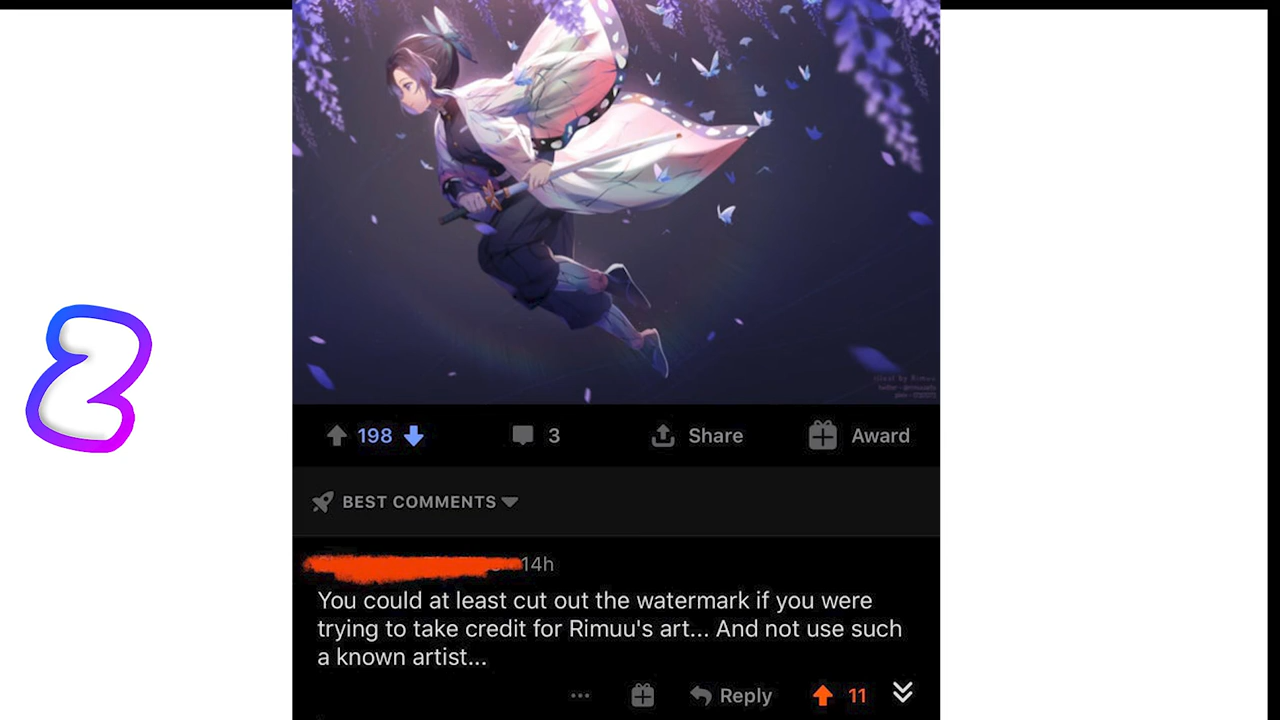 2
198
3
Share
Award
BEST COMMENTS
14h
You could at least cut out the watermark if you were
trying to take credit for Rimuu's art... And not use such
a known artist...
Reply
11